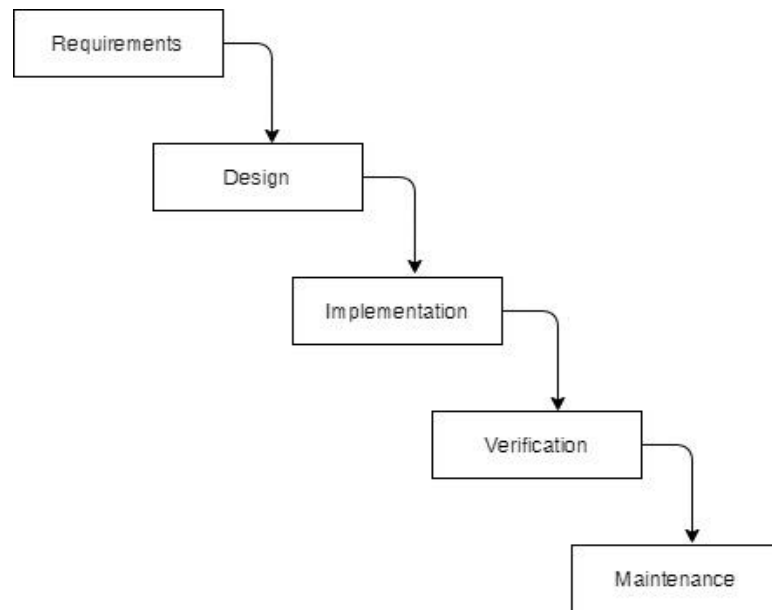 Requirements
Design
Implementation
Verification
Maintenance